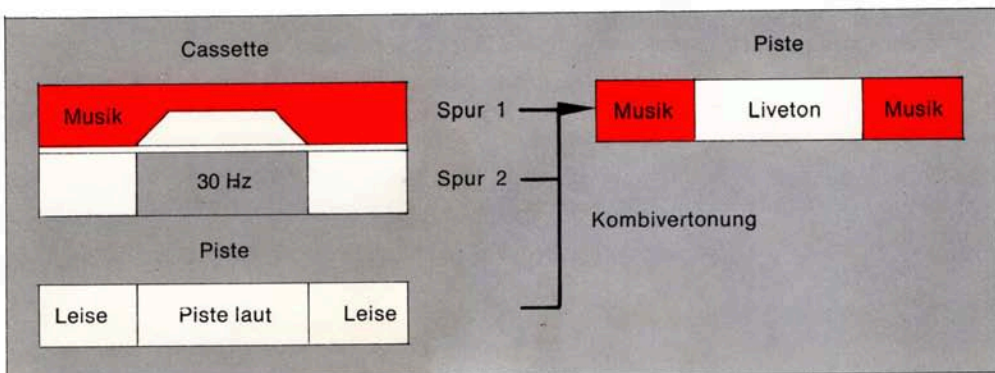 Cassette
Musik
30 Hz
Spur 1
Spur 2
Piste
Leise
Piste laut
Leise
Piste
Musik
Liveton
Musik
Kombivertonung